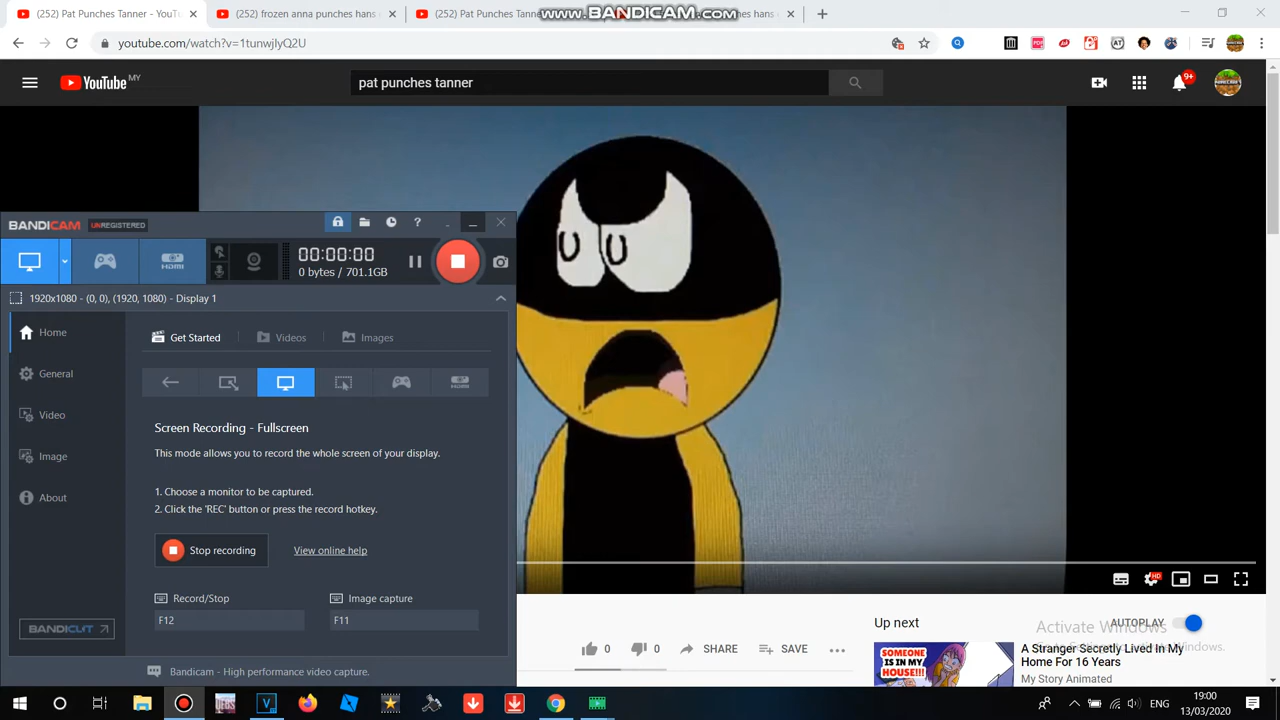 (252) Pat Punches Tanner - YouT
(252) frozen anna punches hans
(252) Pat Punches Tanne
hes hans
www.BANDICAM.com
youtube.com/watch?v=1tunwjIyQ2U
YouTube MY
pat punches tanner
9+
BANDICAM UNREGISTERED
00:00:00
0 bytes / 701.1GB
HDMI
1920x1080 - (0, 0), (1920, 1080) - Display 1
Home
General
Video
Image
About
Get Started
Videos
Images
Screen Recording - Fullscreen
This mode allows you to record the whole screen of your display.
1. Choose a monitor to be captured.
2. Click the 'REC' button or press the record hotkey.
Stop recording
View online help
Record/Stop
F12
Image capture
F11
BANDICUT
Bandicam - High performance video capture.
HD
0
0
SHARE
SAVE
Up next
AUTOPLAY
Activate Windows
SOMEONE IS IN MY HOUSE!!!
A Stranger Secretly Lived In My
Home For 16 Years
My Story Animated
ENG
19:00
13/03/2020